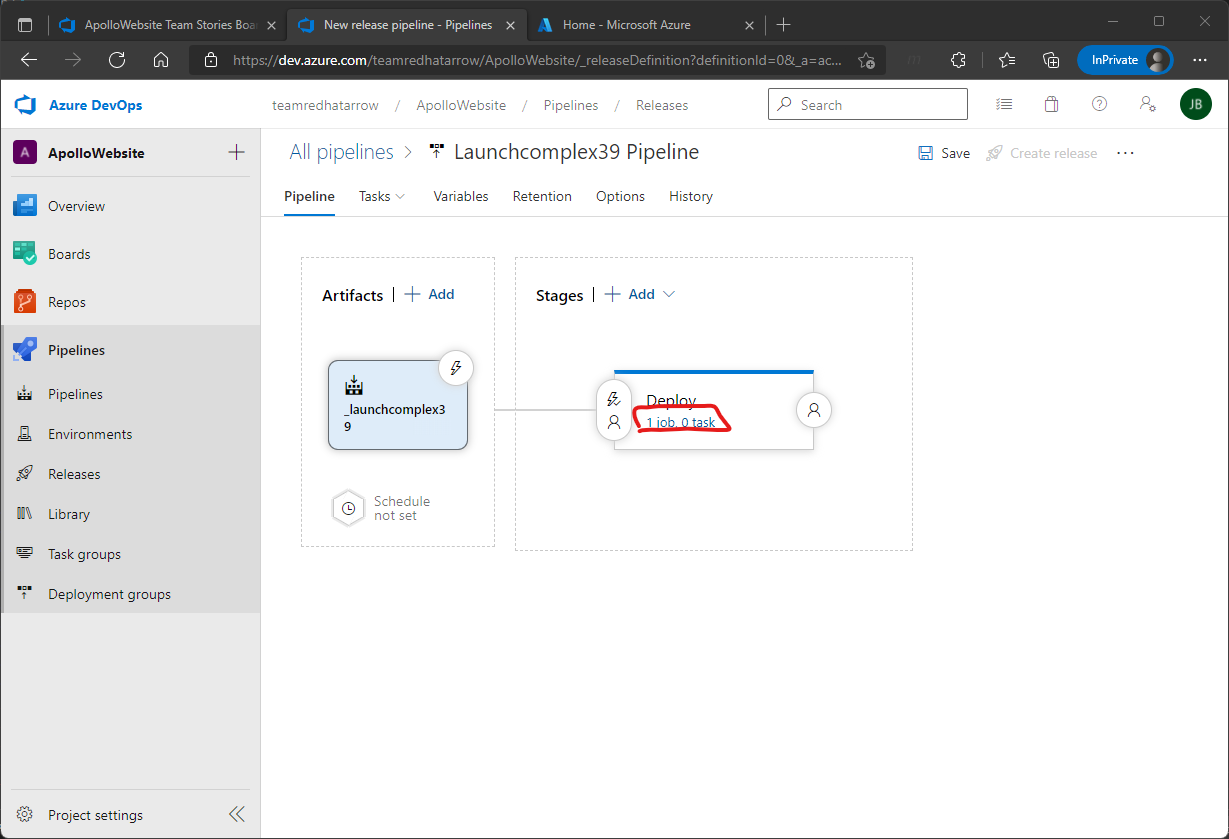 ApolloWebsite Team Stories Boa
New release pipeline - Pipelines
Home - Microsoft Azure
https://dev.azure.com/teamredhatarrow/ApolloWebsite/_releaseDefinition?definitionId=0&_a=ac...
InPrivate
Azure DevOps
teamredhatarrow / ApolloWebsite / Pipelines / Releases
Search
JB
A ApolloWebsite
All pipelines > Launchcomplex39 Pipeline
Save
Create release
Pipeline Tasks Variables Retention Options History
Overview
Boards
Repos
Pipelines
Pipelines
Environments
Releases
Library
Task groups
Deployment groups
Project settings
Artifacts | + Add
_launchcomplex3
9
Schedule
not set
Stages | + Add
Deploy
1 job, 0 task